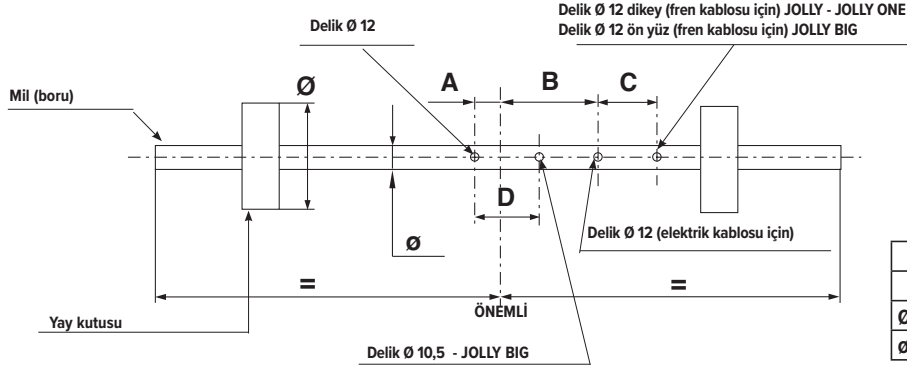 Delik Ø 12 dikey (fren kablosu için) JOLLY - JOLLY ONE
Delik Ø 12 ön yüz (fren kablosu için) JOLLY BIG
Delik Ø 12
Mil (boru)
Ø
A
B
C
D
Delik Ø 12 (elektrik kablosu için)
ø
=
=
ÖNEMLİ
Yay kutusu
Delik Ø 10,5 - JOLLY BIG
Ø
Ø